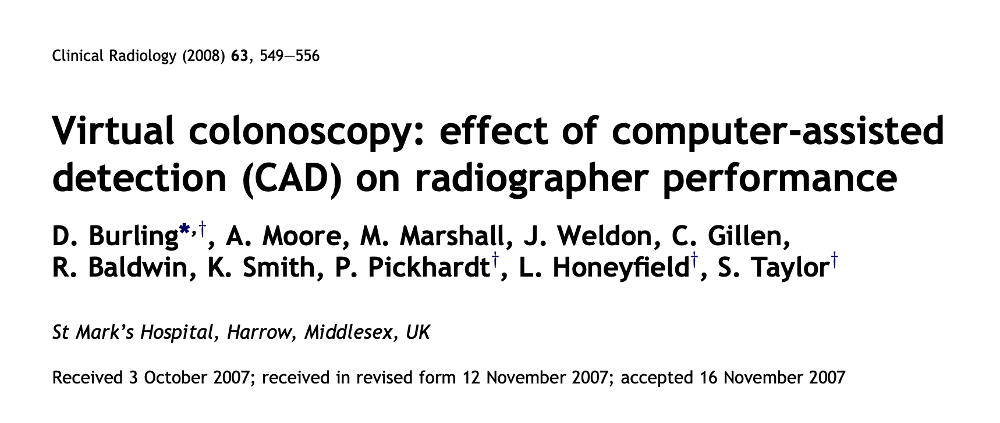 Clinical Radiology (2008) 63, 549–556
Virtual colonoscopy: effect of computer-assisted
detection (CAD) on radiographer performance
D. Burling*,†, A. Moore, M. Marshall, J. Weldon, C. Gillen,
R. Baldwin, K. Smith, P. Pickhardt†, L. Honeyfield†, S. Taylor†
St Mark’s Hospital, Harrow, Middlesex, UK
Received 3 October 2007; received in revised form 12 November 2007; accepted 16 November 2007